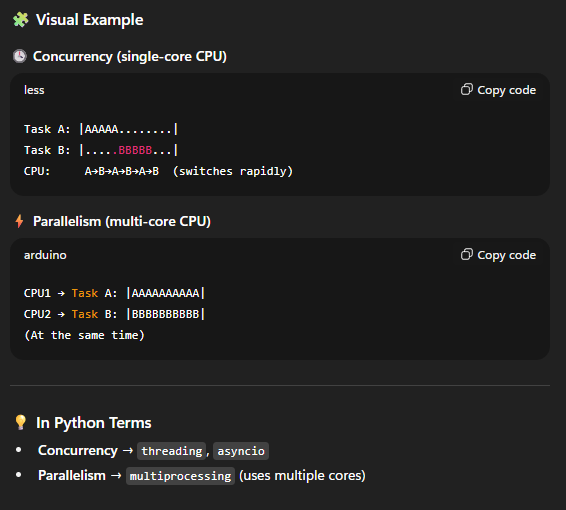 🧩 Visual Example
🕒 Concurrency (single-core CPU)
less
Copy code
Task A: |AAAAA........|
Task B: |.....BBBBB...|
CPU:     A→B→A→B→A→B  (switches rapidly)
⚡ Parallelism (multi-core CPU)
arduino
Copy code
CPU1 → Task A: |AAAAAAAAAA|
CPU2 → Task B: |BBBBBBBBBB|
(At the same time)
💡 In Python Terms
• Concurrency → threading, asyncio
• Parallelism → multiprocessing (uses multiple cores)